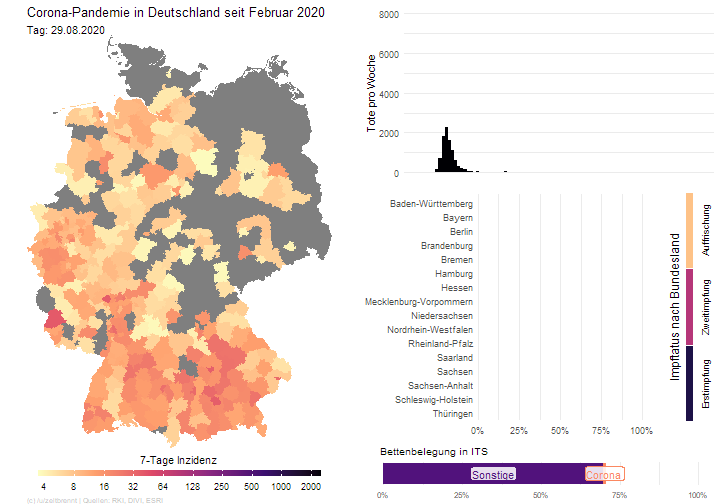 Corona-Pandemie in Deutschland seit Februar 2020
Tag: 29.08.2020
7-Tage Inzidenz
4 8 16 32 64 128 250 500 1000 2000
(c) /u/zeitbrennt | Quellen: RKI, DIVI, ESRI
Tote pro Woche
8000
6000
4000
2000
0
Baden-Württemberg
Bayern
Berlin
Brandenburg
Bremen
Hamburg
Hessen
Mecklenburg-Vorpommern
Niedersachsen
Nordrhein-Westfalen
Rheinland-Pfalz
Saarland
Sachsen
Sachsen-Anhalt
Schleswig-Holstein
Thüringen
0% 25% 50% 75% 100%
Impfstatus nach Bundesland
Auffrischung
Zweitimpfung
Erstimpfung
Bettenbelegung in ITS
Sonstige
Corona
0% 25% 50% 75% 100%